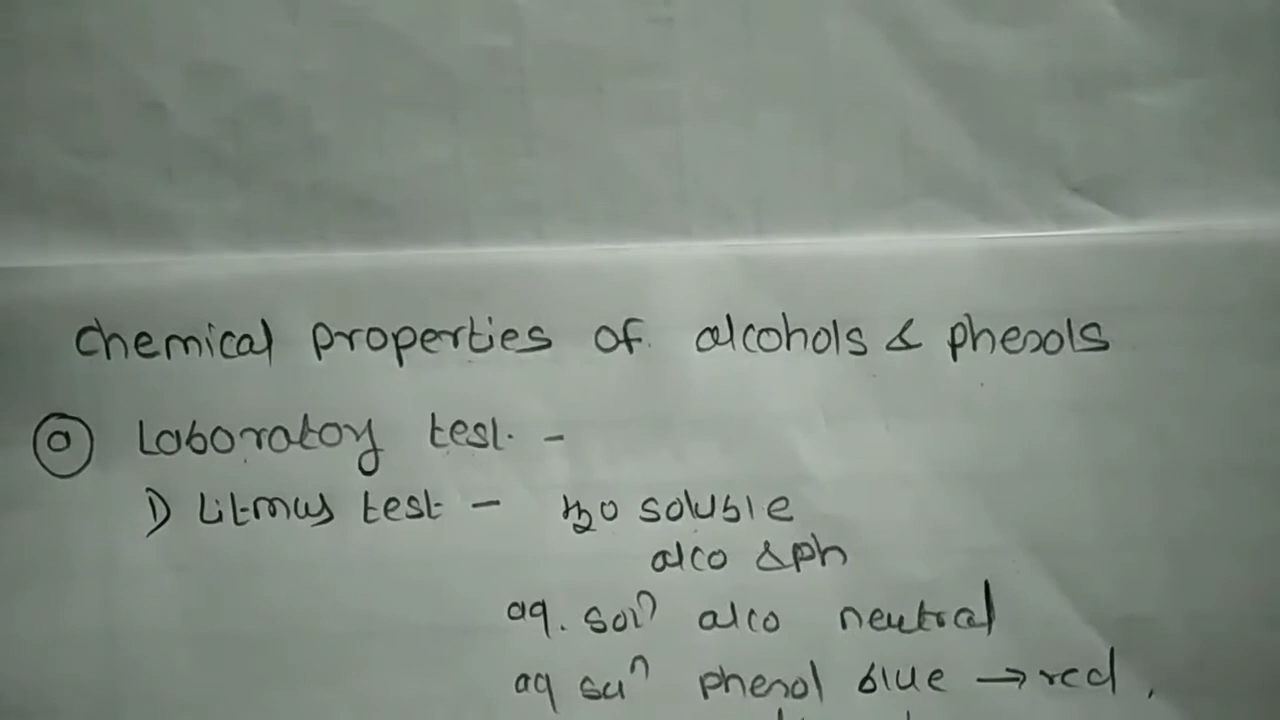 chemical properties of alcohols & phenols
ⓐ Laboratoy test. -
1) Litmus test - H2O soluble
alco & ph
aq. solⁿ alco neutral
aq solⁿ phenol blue → red,